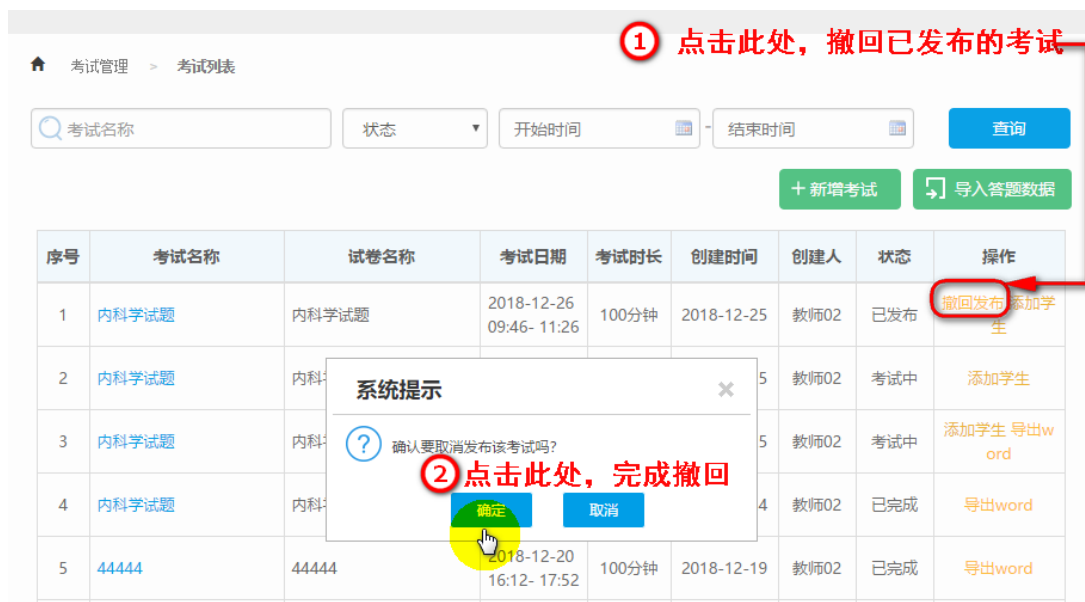 ① 点击此处，撤回已发布的考试
考试管理 > 考试列表
考试名称 状态 开始时间 - 结束时间 查询
+ 新增考试 导入答题数据
序号 考试名称 试卷名称 考试日期 考试时长 创建时间 创建人 状态 操作
1 内科学试题 内科学试题 2018-12-26 09:46- 11:26 100分钟 2018-12-25 教师02 已发布 撤回发布 添加学生
2 内科学试题 内科 5 教师02 考试中 添加学生
系统提示 ×
3 内科学试题 内科 5 教师02 考试中 添加学生 导出word
确认要取消发布该考试吗?
② 点击此处，完成撤回
4 内科学试题 内科 4 教师02 已完成 导出word
确定 取消
5 44444 44444 2018-12-20 16:12- 17:52 100分钟 2018-12-19 教师02 已完成 导出word